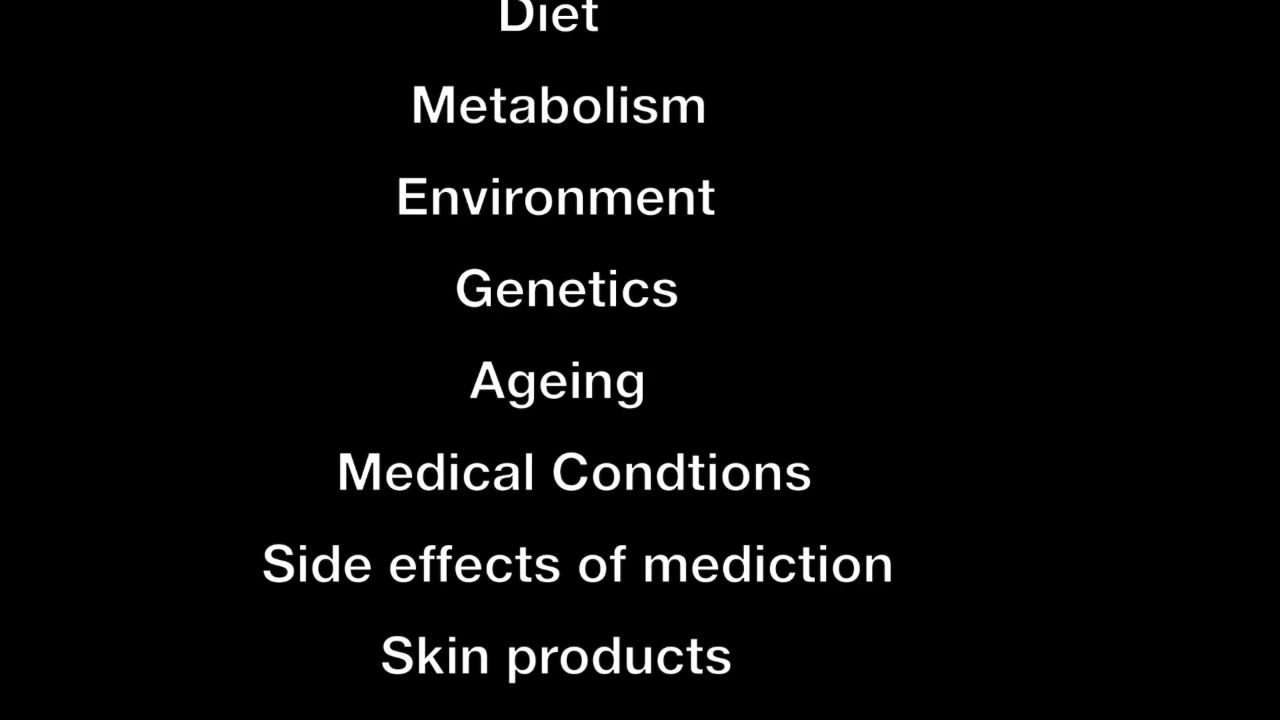 Diet
Metabolism
Environment
Genetics
Ageing
Medical Condtions
Side effects of mediction
Skin products